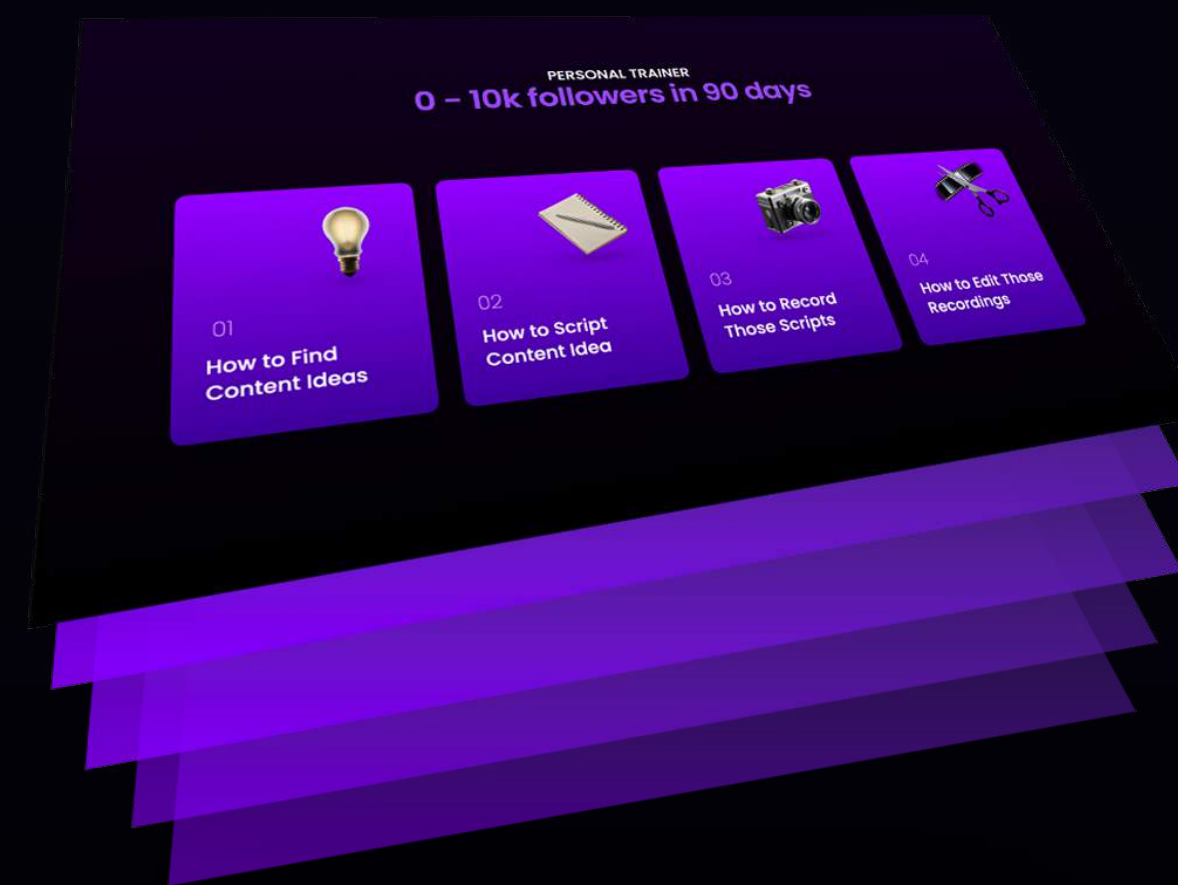 PERSONAL TRAINER
0 – 10k followers in 90 days
01
How to Find
Content Ideas
02
How to Script
Content Idea
03
How to Record
Those Scripts
04
How to Edit Those
Recordings